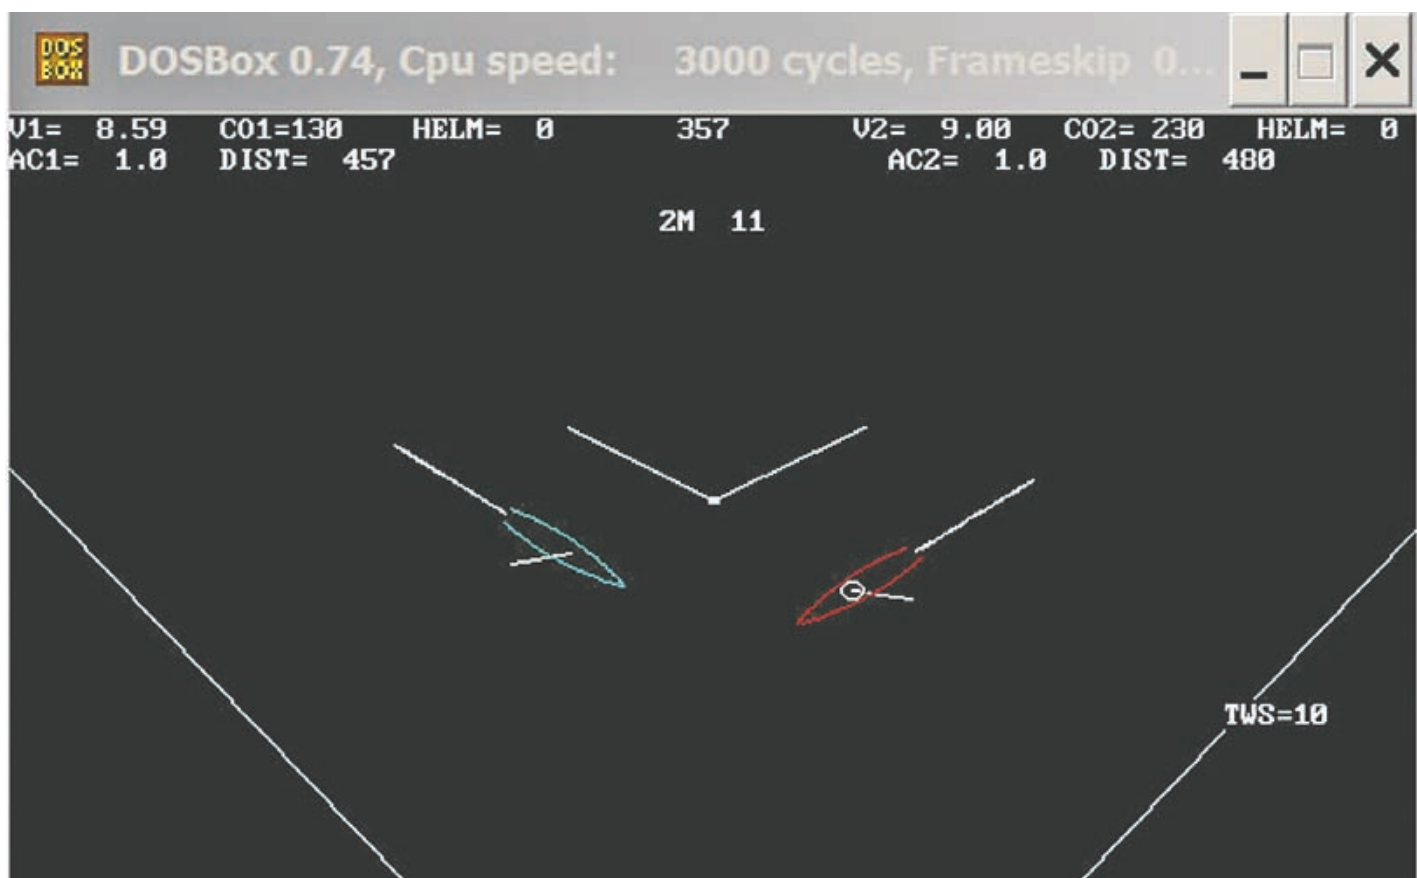 DOS
BOX
DOSBox 0.74, Cpu speed: 3000 cycles, Frameskip 0...
V1= 8.59 CO1=130 HELM= 0 357 V2= 9.00 CO2= 230 HELM= 0
AC1= 1.0 DIST= 457 AC2= 1.0 DIST= 480
2M 11
TWS=10